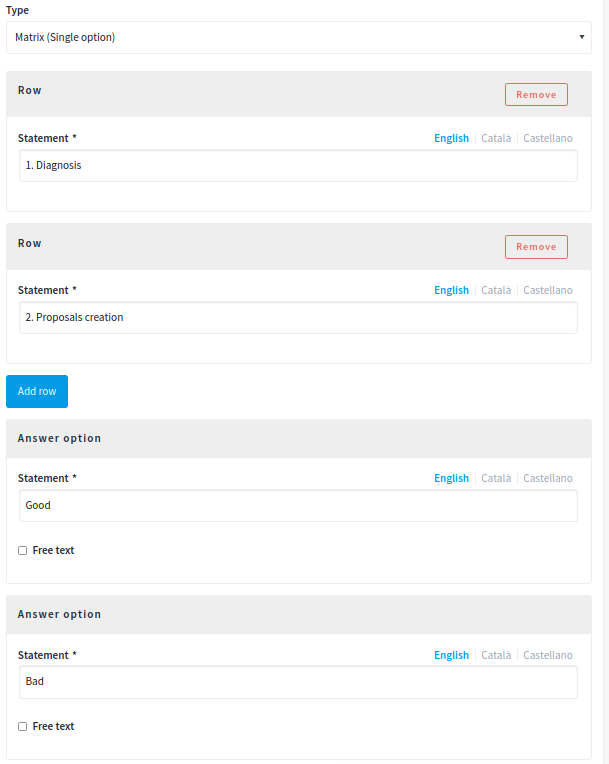 Type
Matrix (Single option)
Row Remove
Statement * English Català Castellano
1. Diagnosis
Row Remove
Statement * English Català Castellano
2. Proposals creation
Add row
Answer option
Statement * English Català Castellano
Good
Free text
Answer option
Statement * English Català Castellano
Bad
Free text